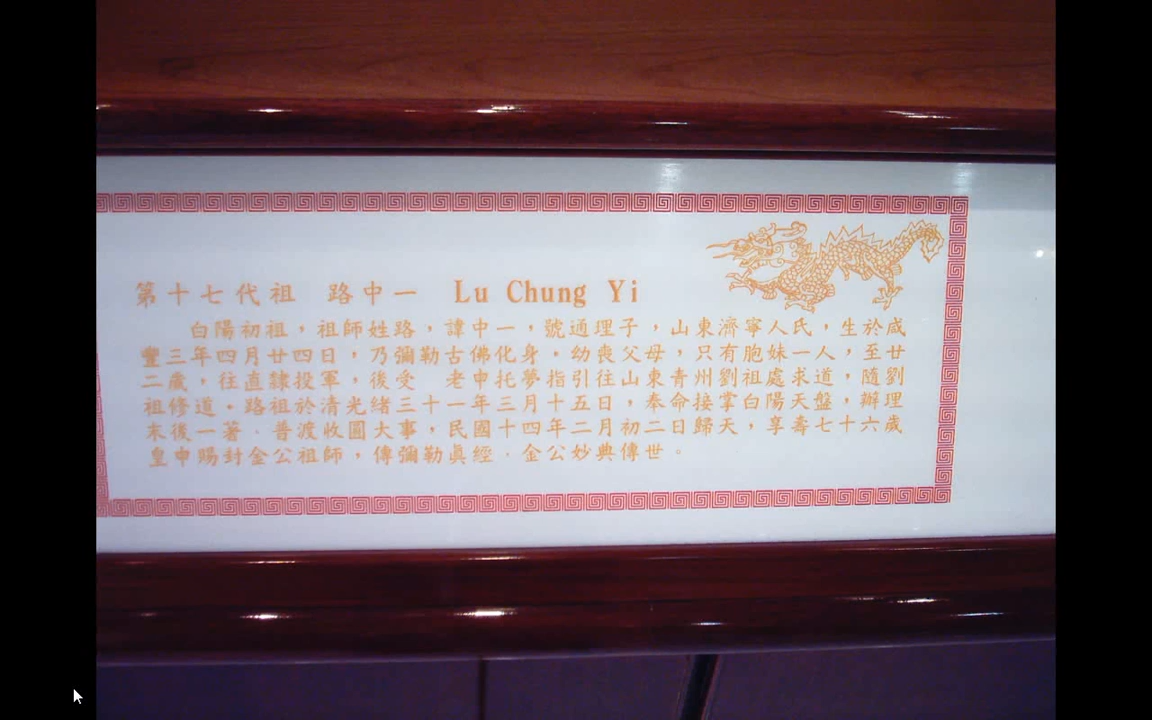 第十七代祖 路中一 Lu Chung Yi
白陽初祖，祖師姓路，諱中一，號通理子，山東濟寧人民，生於咸
豐三年四月廿四日，乃彌勒古佛化身，幼喪父母，只有胞妹一人，至廿
二歲，往直隸投軍，後受 老申托夢指引往山東青州劉祖處求道，隨劉
祖修道。路祖於清光緒三十一年三月十五日，奉命接掌白陽天盤，辦理
末後一著．普渡收圓大事，民國十四年二月初二日歸天，享壽七十六歲
皇申賜封金公祖師，傳彌勒眞經．金公妙典傳世。